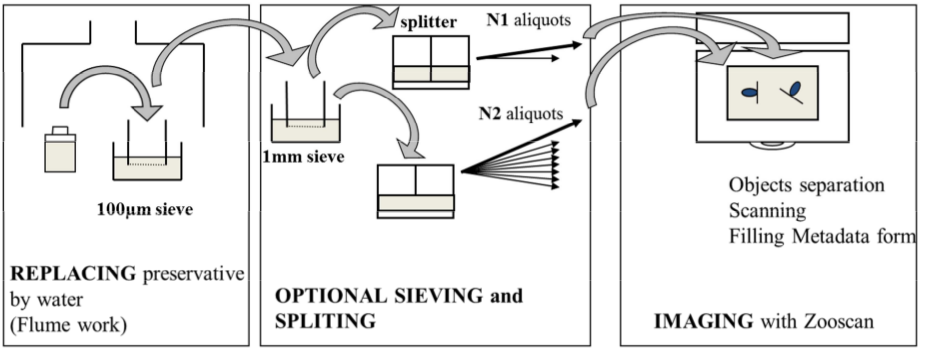 100µm sieve
REPLACING preservative
by water
(Flume work)
splitter
N1 aliquots
N2 aliquots
1mm sieve
OPTIONAL SIEVING and
SPLITING
Objects separation
Scanning
Filling Metadata form
IMAGING with Zooscan